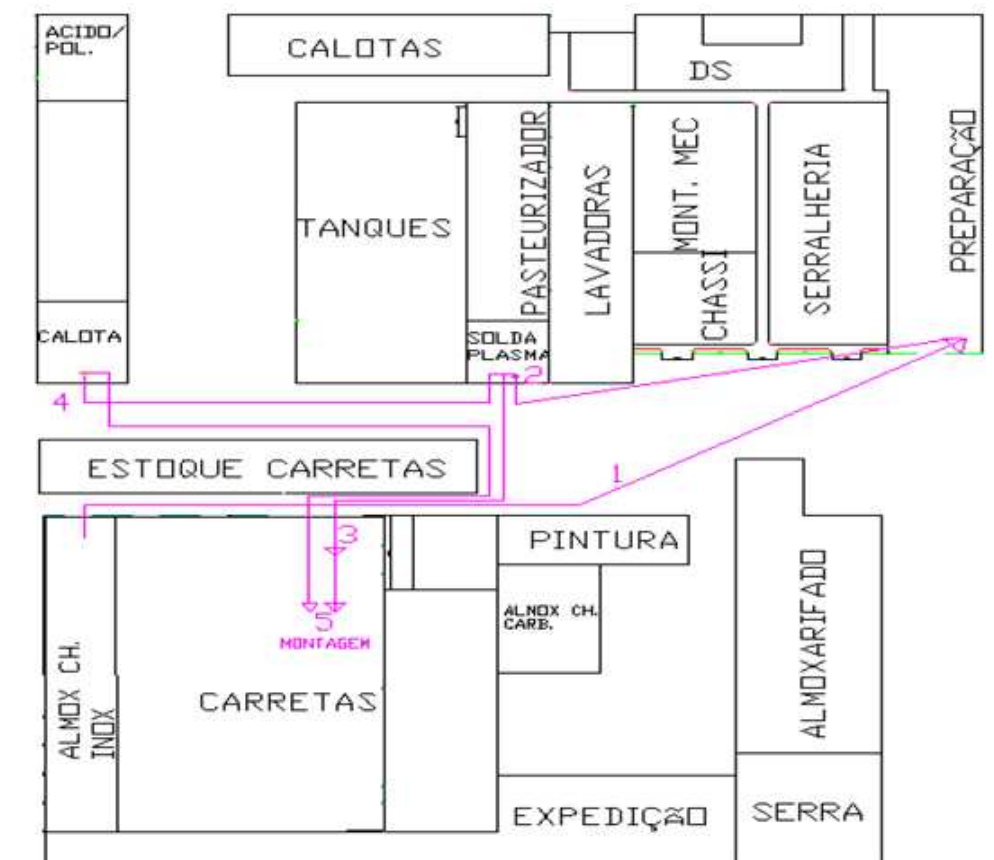 ACIDO/
POL.
CALOTAS
DS
PREPARAÇÃO
TANQUES
PASTEURIZADOR
LAVADORAS
MONT. MEC
CHASSI
SERRALHERIA
CALOTA
SOLDA
PLASMA
2
4
ESTOQUE CARRETAS
1
3
PINTURA
ALMOX CH.
CARB.
ALMOXARIFADO
5
MONTAGEM
ALMOX CH.
INOX
CARRETAS
EXPEDIÇÃO
SERRA